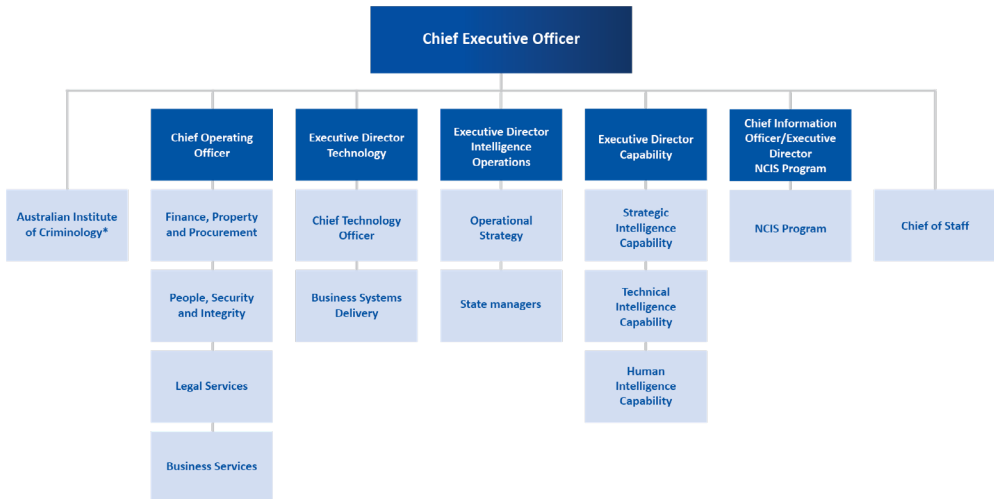 Chief Executive Officer
Chief Operating
Officer
Executive Director
Technology
Executive Director
Intelligence
Operations
Executive Director
Capability
Chief Information
Officer/Executive
Director
NCIS Program
Australian Institute
of Criminology*
Finance, Property
and Procurement
Chief Technology
Officer
Operational
Strategy
Strategic
Intelligence
Capability
NCIS Program
Chief of Staff
People, Security
and Integrity
Business Systems
Delivery
State managers
Technical
Intelligence
Capability
Legal Services
Human
Intelligence
Capability
Business Services